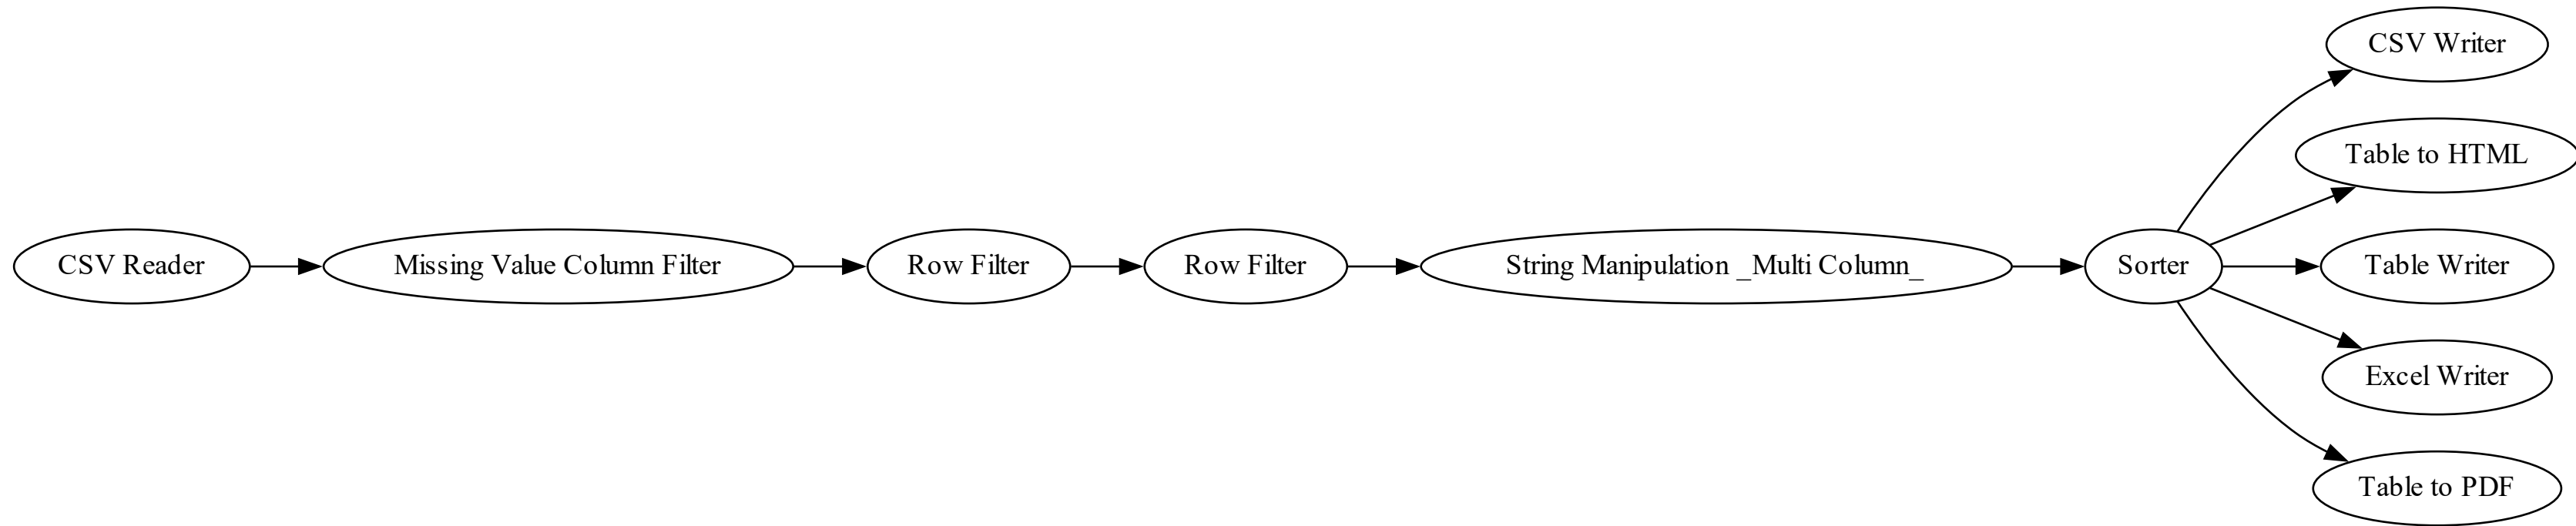 CSV Reader
Missing Value Column Filter
Row Filter
Row Filter
String Manipulation _Multi Column_
Sorter
CSV Writer
Table to HTML
Table Writer
Excel Writer
Table to PDF